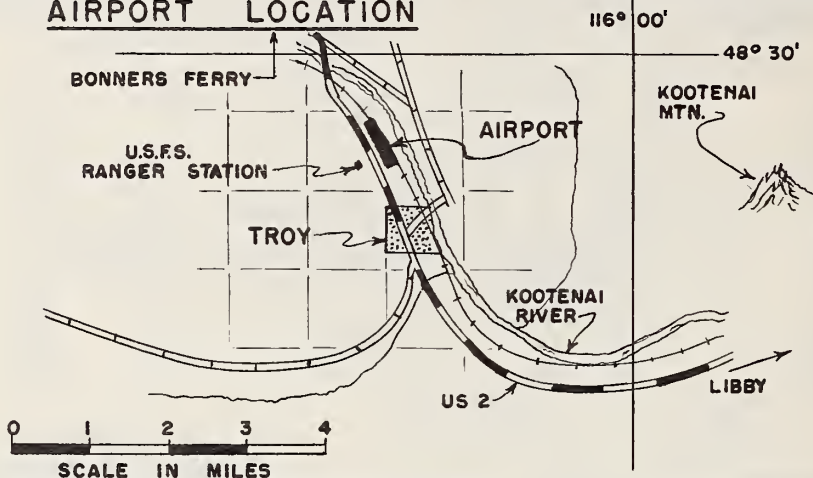 AIRPORT LOCATION
116° 00'
48° 30'
BONNERS FERRY
KOOTENAI
MTN.
AIRPORT
U.S.F.S.
RANGER STATION
TROY
KOOTENAI
RIVER
US 2
LIBBY
0 1 2 3 4
SCALE IN MILES